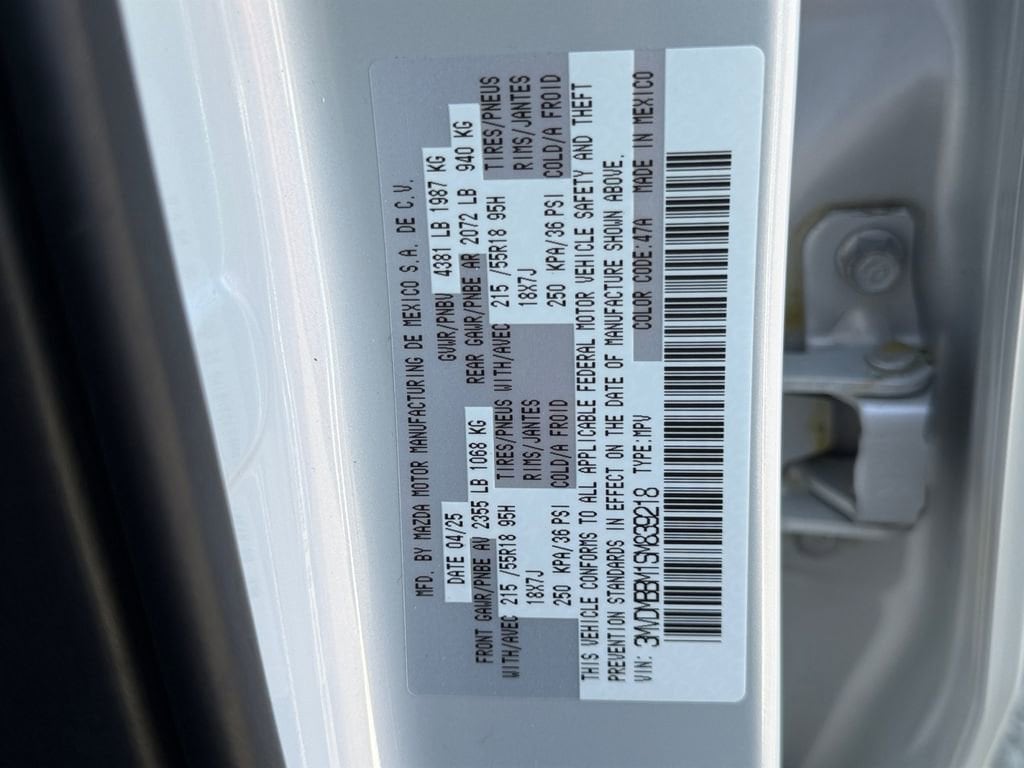 MFD. BY MAZDA MOTOR MANUFACTURING DE MEXICO S.A. DE C.V.
DATE 04/25 GVWR/PNBV 4381 LB 1987 KG
FRONT GAWR/PNBE AV 2355 LB 1068 KG REAR GAWR/PNBE AR 2072 LB 940 KG
WITH/AVEC 215 /55R18 95H TIRES/PNEUS WITH/AVEC 215 /55R18 95H TIRES/PNEUS
18X7J RIMS/JANTES 18X7J RIMS/JANTES
250 KPA/36 PSI COLD/A FROID 250 KPA/36 PSI COLD/A FROID
THIS VEHICLE CONFORMS TO ALL APPLICABLE FEDERAL MOTOR VEHICLE SAFETY AND THEFT
PREVENTION STANDARDS IN EFFECT ON THE DATE OF MANUFACTURE SHOWN ABOVE.
VIN: 3MVDMBBM1SM839218 TYPE:MPV COLOR CODE:47A MADE IN MEXICO